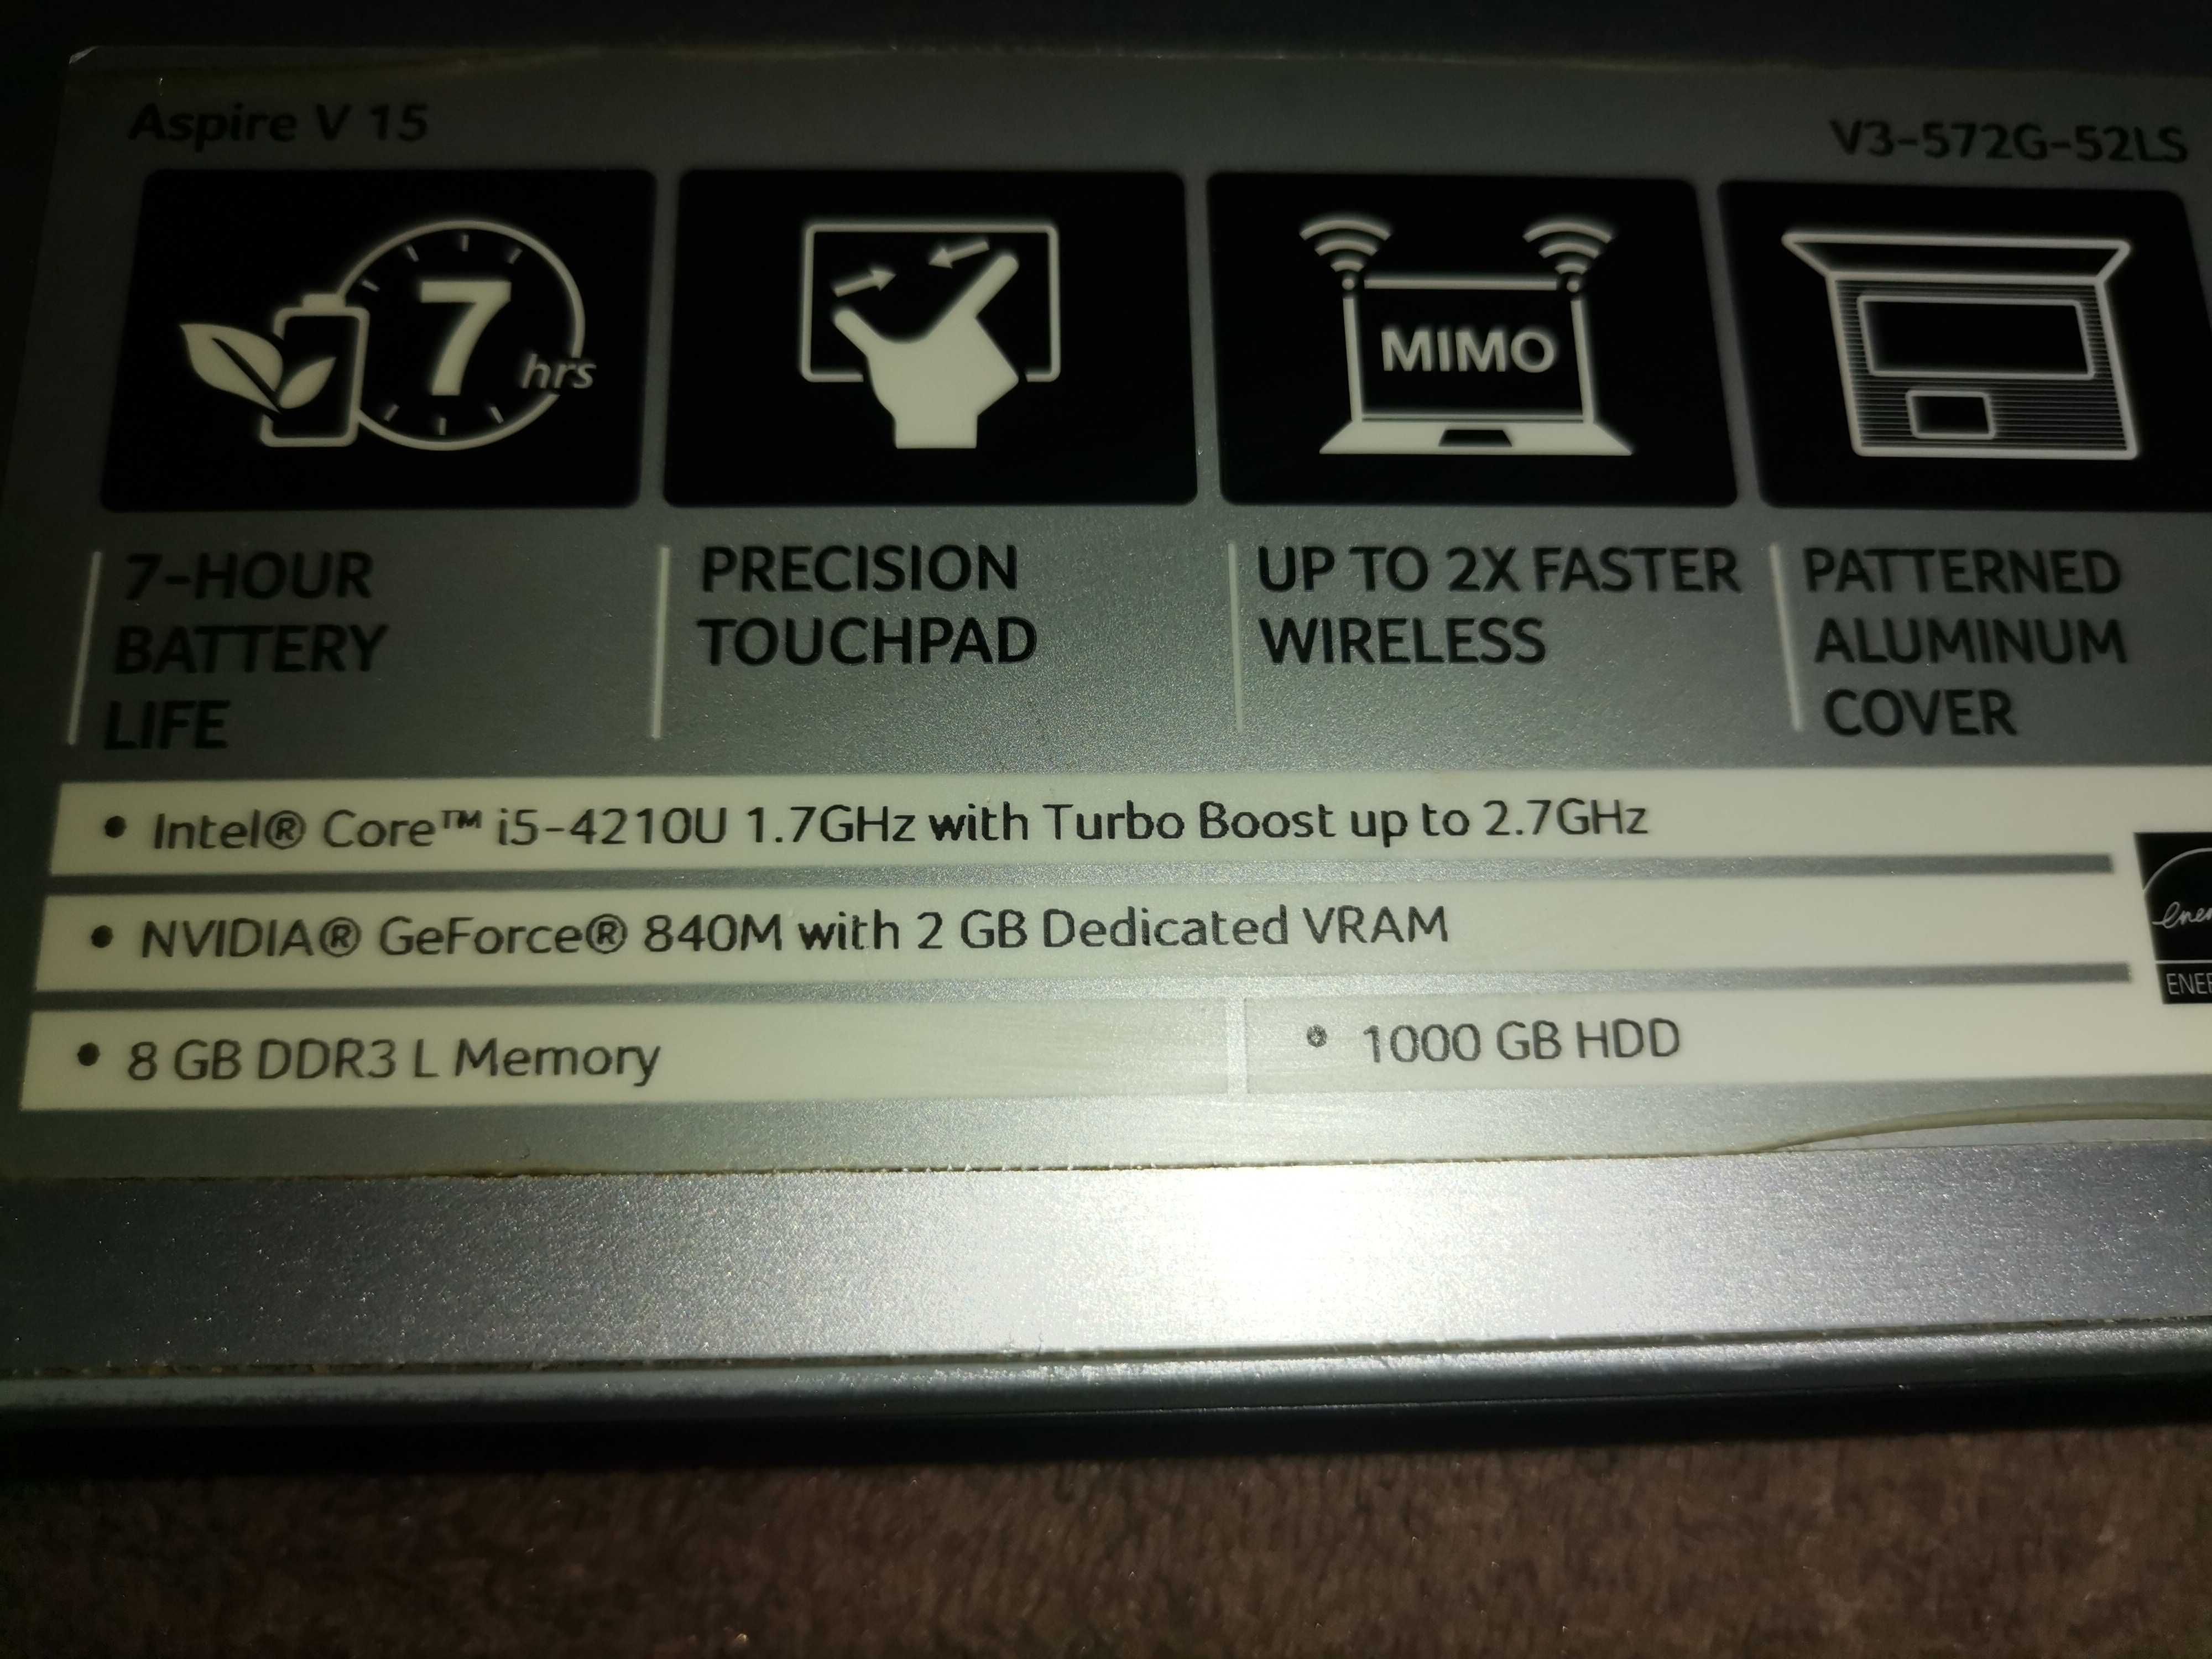 Aspire V 15
V3-572G-52LS
7 hrs
MIMO
7-HOUR
BATTERY
LIFE
PRECISION
TOUCHPAD
UP TO 2X FASTER
WIRELESS
PATTERNED
ALUMINUM
COVER
• Intel® Core™ i5-4210U 1.7GHz with Turbo Boost up to 2.7GHz
• NVIDIA® GeForce® 840M with 2 GB Dedicated VRAM
• 8 GB DDR3 L Memory
• 1000 GB HDD